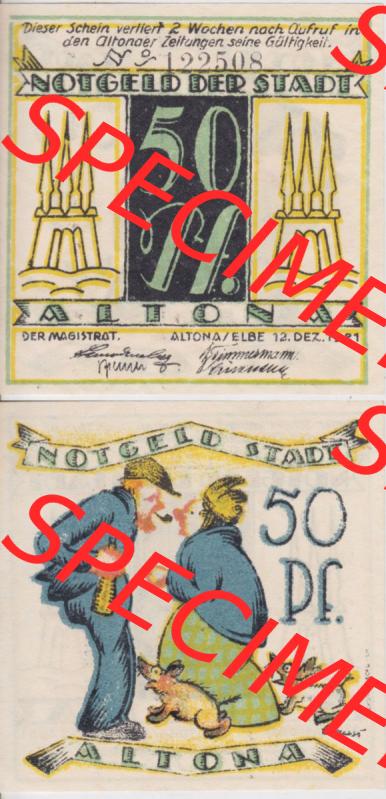 Dieser Schein verliert 2 Wochen nach Aufruf in
den Altonaer Zeitungen seine Gültigkeit.
No 122508
NOTGELD DER STADT
50
Pf.
ALTONA
DER MAGISTRAT. ALTONA/ELBE 12. DEZ. 1921
SPECIMEN
NOTGELD STADT
50
Pf.
ALTONA
SPECIMEN